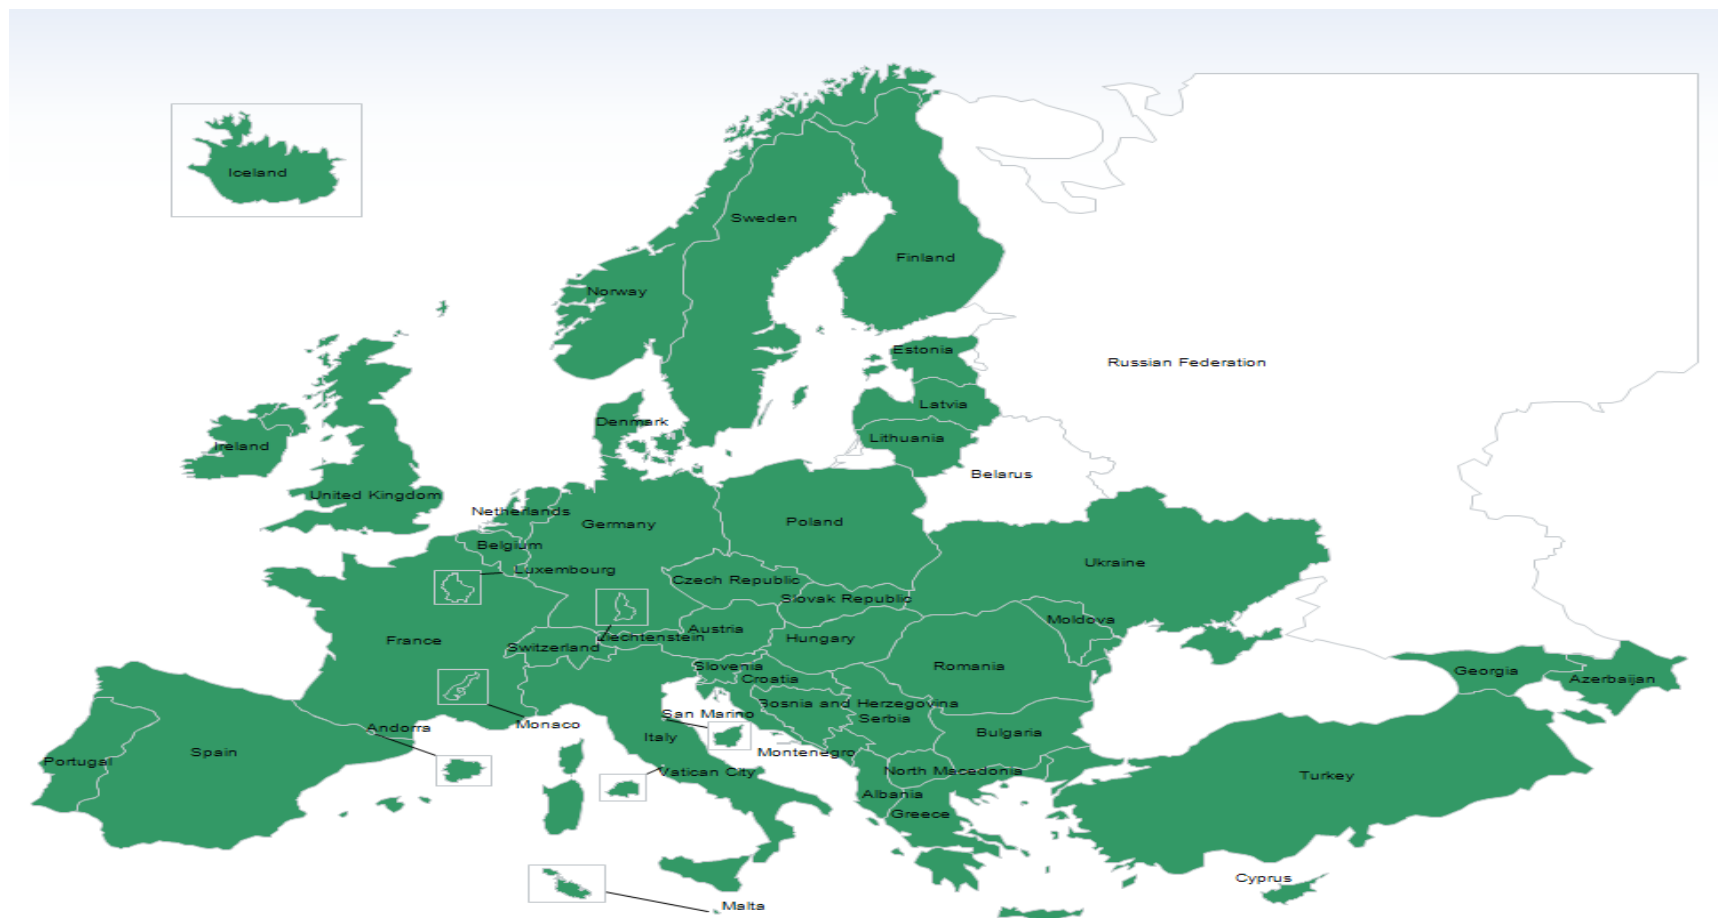 Iceland
Sweden
Finland
Norway
Estonia
Russian Federation
Latvia
Denmark
Lithuania
Ireland
Belarus
United Kingdom
Netherlands
Germany
Poland
Belgium
Ukraine
Luxembourg
Czech Republic
Slovak Republic
Moldova
Austria
France
Liechtenstein
Hungary
Switzerland
Slovenia
Romania
Georgia
Croatia
Azerbaijan
Bosnia and Herzegovina
San Marino
Serbia
Monaco
Andorra
Bulgaria
Italy
Spain
Montenegro
Portugal
Vatican City
North Macedonia
Turkey
Albania
Greece
Cyprus
Malta